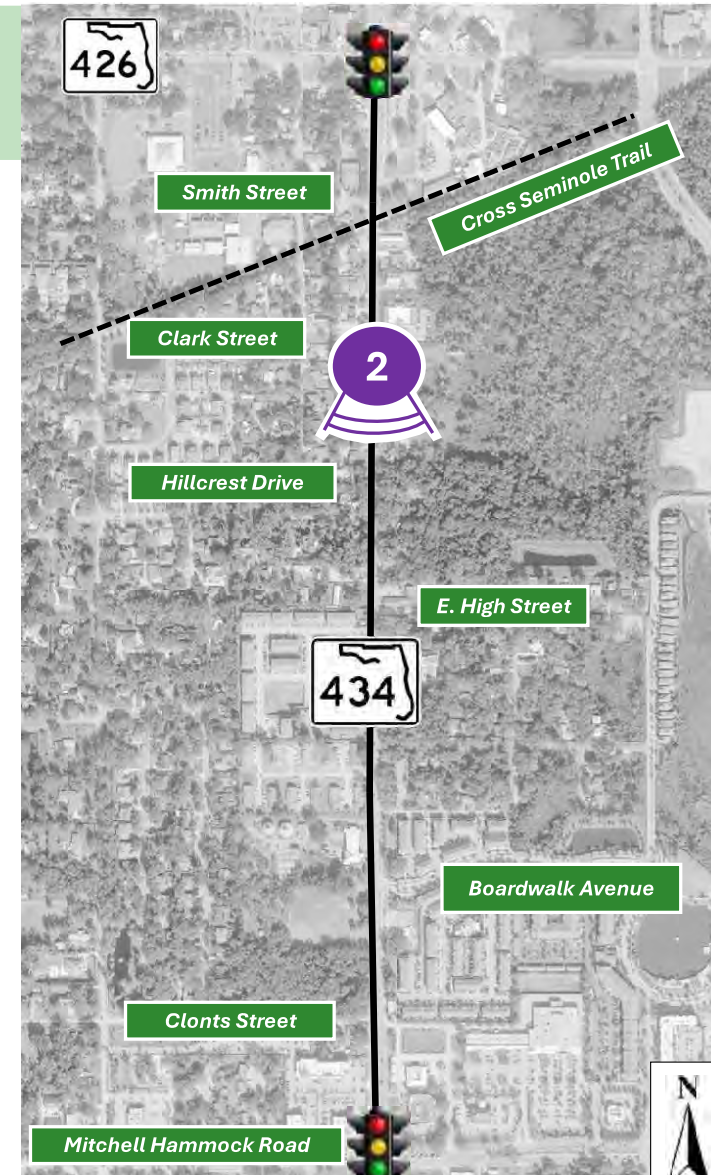 426
Smith Street
Cross Seminole Trail
Clark Street
2
Hillcrest Drive
E. High Street
434
Boardwalk Avenue
Clonts Street
N
Mitchell Hammock Road